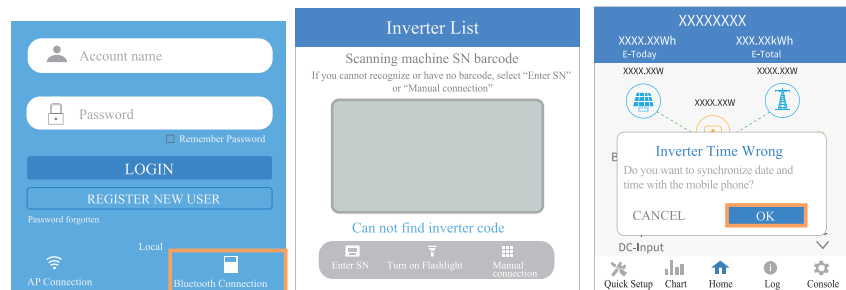 Account name
Password
Remember Password
LOGIN
REGISTER NEW USER
Password forgotten
Local
AP Connection
Bluetooth Connection
Inverter List
Scanning machine SN barcode
If you cannot recognize or have no barcode, select “Enter SN”
or “Manual connection”
Can not find inverter code
Enter SN
Turn on Flashlight
Manual
connection
XXXXXXXX
XXXX.XXWh
XXX.XXkWh
E-Today
E-Total
XXXX.XXW
XXXX.XXW
XXXX.XXW
B
Inverter Time Wrong
Do you want to synchronize date and
time with the mobile phone?
CANCEL
OK
DC-Input
Quick Setup
Chart
Home
Log
Console